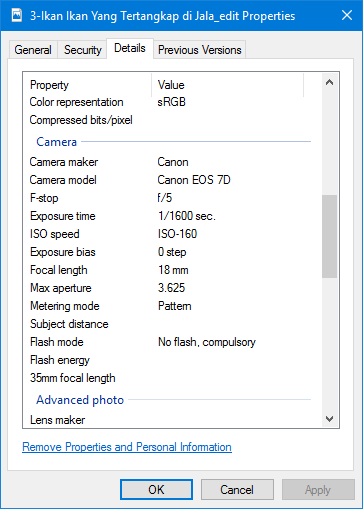 3-Ikan Ikan Yang Tertangkap di Jala_edit Properties
General Security Details Previous Versions
Property Value
Color representation sRGB
Compressed bits/pixel
Camera
Camera maker Canon
Camera model Canon EOS 7D
F-stop f/5
Exposure time 1/1600 sec.
ISO speed ISO-160
Exposure bias 0 step
Focal length 18 mm
Max aperture 3.625
Metering mode Pattern
Subject distance
Flash mode No flash, compulsory
Flash energy
35mm focal length
Advanced photo
Lens maker
Remove Properties and Personal Information
OK Cancel Apply